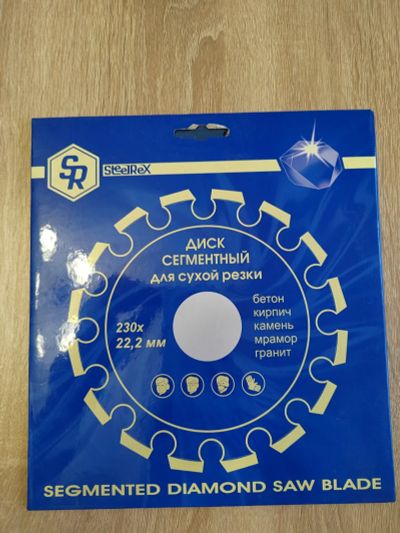 SR
SteelRex
ДИСК
СЕГМЕНТНЫЙ
для сухой резки
230х
22,2 мм
бетон
кирпич
камень
мрамор
гранит
SEGMENTED DIAMOND SAW BLADE